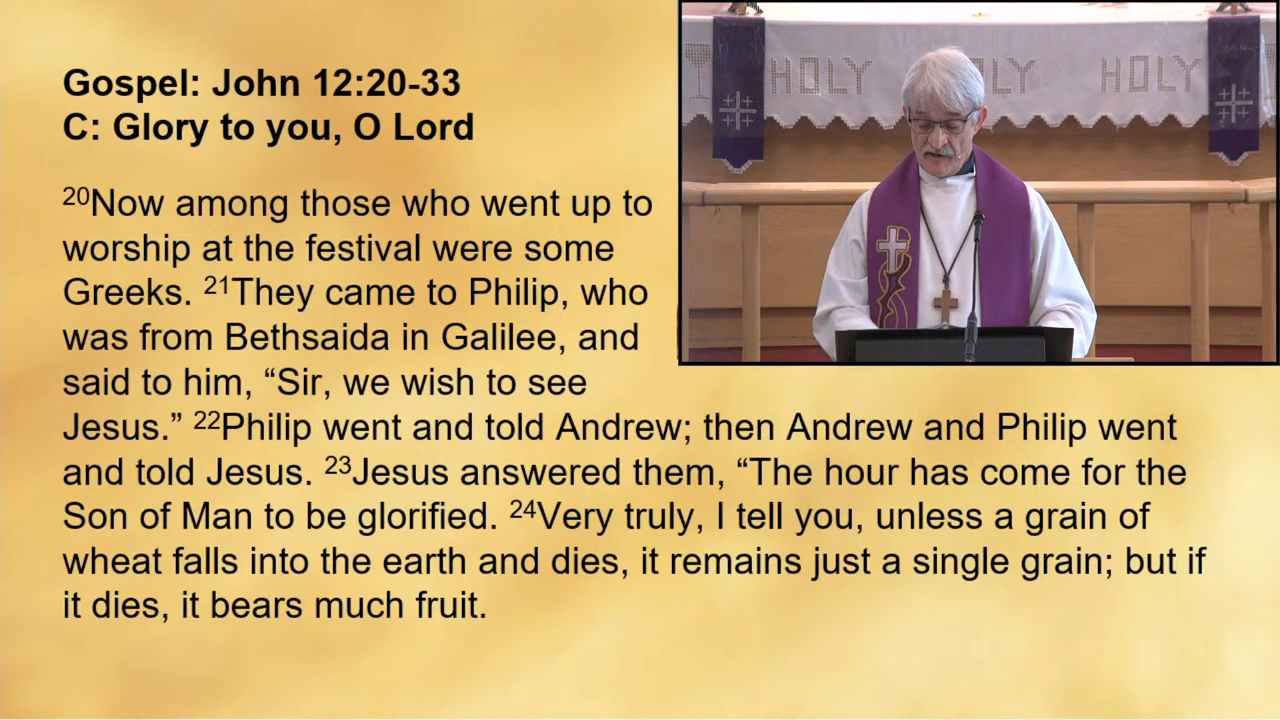 Gospel: John 12:20-33
C: Glory to you, O Lord
20Now among those who went up to
worship at the festival were some
Greeks. 21They came to Philip, who
was from Bethsaida in Galilee, and
said to him, “Sir, we wish to see
Jesus.” 22Philip went and told Andrew; then Andrew and Philip went
and told Jesus. 23Jesus answered them, “The hour has come for the
Son of Man to be glorified. 24Very truly, I tell you, unless a grain of
wheat falls into the earth and dies, it remains just a single grain; but if
it dies, it bears much fruit.
HOLY OLY HOLY